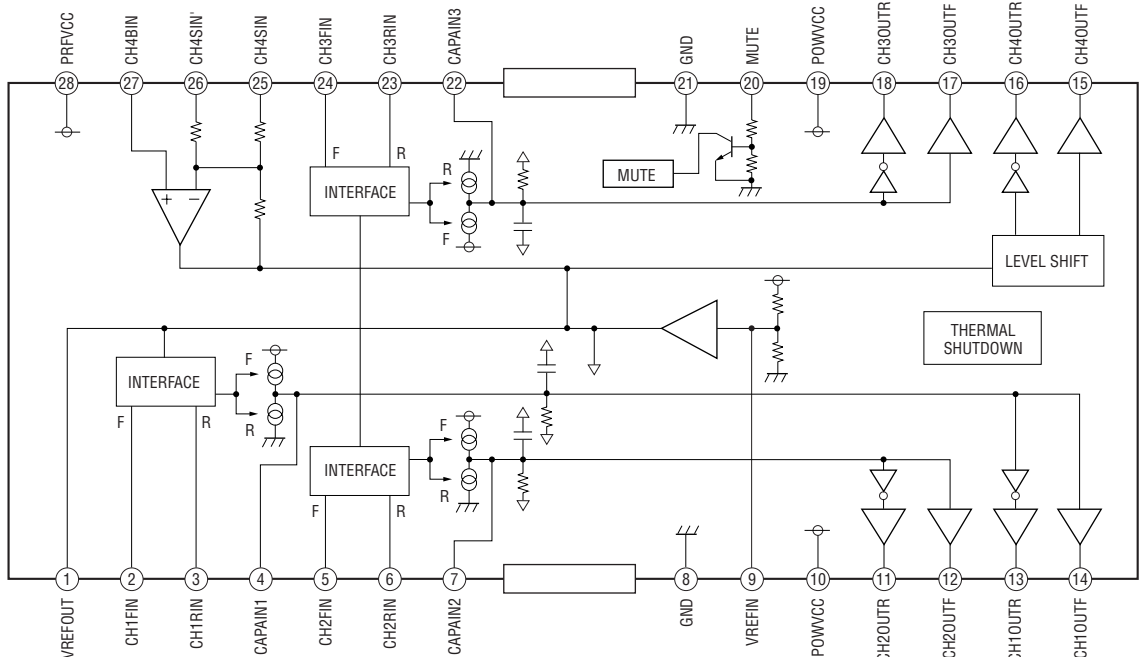 PRFVCC
CH4BIN
CH4SIN'
CH4SIN
CH3FIN
CH3RIN
CAPAIN3
GND
MUTE
POWVCC
CH3OUTR
CH3OUTF
CH4OUTR
CH4OUTF
28
27
26
25
24
23
22
21
20
19
18
17
16
15
F
R
+
−
INTERFACE
R
F
MUTE
LEVEL SHIFT
THERMAL
SHUTDOWN
INTERFACE
F
R
F
R
INTERFACE
F
R
F
R
1
2
3
4
5
6
7
8
9
10
11
12
13
14
VREFOUT
CH1FIN
CH1RIN
CAPAIN1
CH2FIN
CH2RIN
CAPAIN2
GND
VREFIN
POWVCC
CH2OUTR
CH2OUTF
CH1OUTR
CH1OUTF